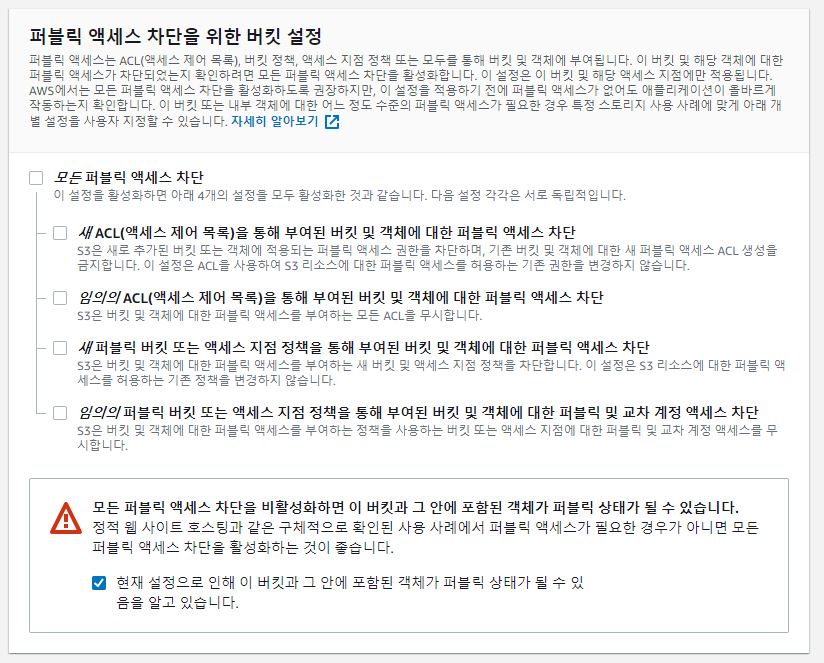 퍼블릭 액세스 차단을 위한 버킷 설정
퍼블릭 액세스는 ACL(액세스 제어 목록), 버킷 정책, 액세스 지점 정책 또는 모두를 통해 버킷 및 객체에 부여됩니다. 이 버킷 및 해당 객체에 대한
퍼블릭 액세스가 차단되었는지 확인하려면 모든 퍼블릭 액세스 차단을 활성화합니다. 이 설정은 이 버킷 및 해당 액세스 지점에만 적용됩니다.
AWS에서는 모든 퍼블릭 액세스 차단을 활성화하도록 권장하지만, 이 설정을 적용하기 전에 퍼블릭 액세스가 없어도 애플리케이션이 올바르게
작동하는지 확인합니다. 이 버킷 또는 내부 객체에 대한 어느 정도 수준의 퍼블릭 액세스가 필요한 경우 특정 스토리지 사용 사례에 맞게 아래 개
별 설정을 사용자 지정할 수 있습니다. 자세히 알아보기
모든 퍼블릭 액세스 차단
이 설정을 활성화하면 아래 4개의 설정을 모두 활성화한 것과 같습니다. 다음 설정 각각은 서로 독립적입니다.
새 ACL(액세스 제어 목록)을 통해 부여된 버킷 및 객체에 대한 퍼블릭 액세스 차단
S3은 새로 추가된 버킷 또는 객체에 적용되는 퍼블릭 액세스 권한을 차단하며, 기존 버킷 및 객체에 대한 새 퍼블릭 액세스 ACL 생성을
금지합니다. 이 설정은 ACL을 사용하여 S3 리소스에 대한 퍼블릭 액세스를 허용하는 기존 권한을 변경하지 않습니다.
임의의 ACL(액세스 제어 목록)을 통해 부여된 버킷 및 객체에 대한 퍼블릭 액세스 차단
S3은 버킷 및 객체에 대한 퍼블릭 액세스를 부여하는 모든 ACL을 무시합니다.
새 퍼블릭 버킷 또는 액세스 지점 정책을 통해 부여된 버킷 및 객체에 대한 퍼블릭 액세스 차단
S3은 버킷 및 객체에 대한 퍼블릭 액세스를 부여하는 새 버킷 및 액세스 지점 정책을 차단합니다. 이 설정은 S3 리소스에 대한 퍼블릭 액
세스를 허용하는 기존 정책을 변경하지 않습니다.
임의의 퍼블릭 버킷 또는 액세스 지점 정책을 통해 부여된 버킷 및 객체에 대한 퍼블릭 및 교차 계정 액세스 차단
S3은 버킷 및 객체에 대한 퍼블릭 액세스를 부여하는 정책을 사용하는 버킷 또는 액세스 지점에 대한 퍼블릭 및 교차 계정 액세스를 무
시합니다.
모든 퍼블릭 액세스 차단을 비활성화하면 이 버킷과 그 안에 포함된 객체가 퍼블릭 상태가 될 수 있습니다.
정적 웹 사이트 호스팅과 같은 구체적으로 확인된 사용 사례에서 퍼블릭 액세스가 필요한 경우가 아니면 모든
퍼블릭 액세스 차단을 활성화하는 것이 좋습니다.
현재 설정으로 인해 이 버킷과 그 안에 포함된 객체가 퍼블릭 상태가 될 수 있
음을 알고 있습니다.